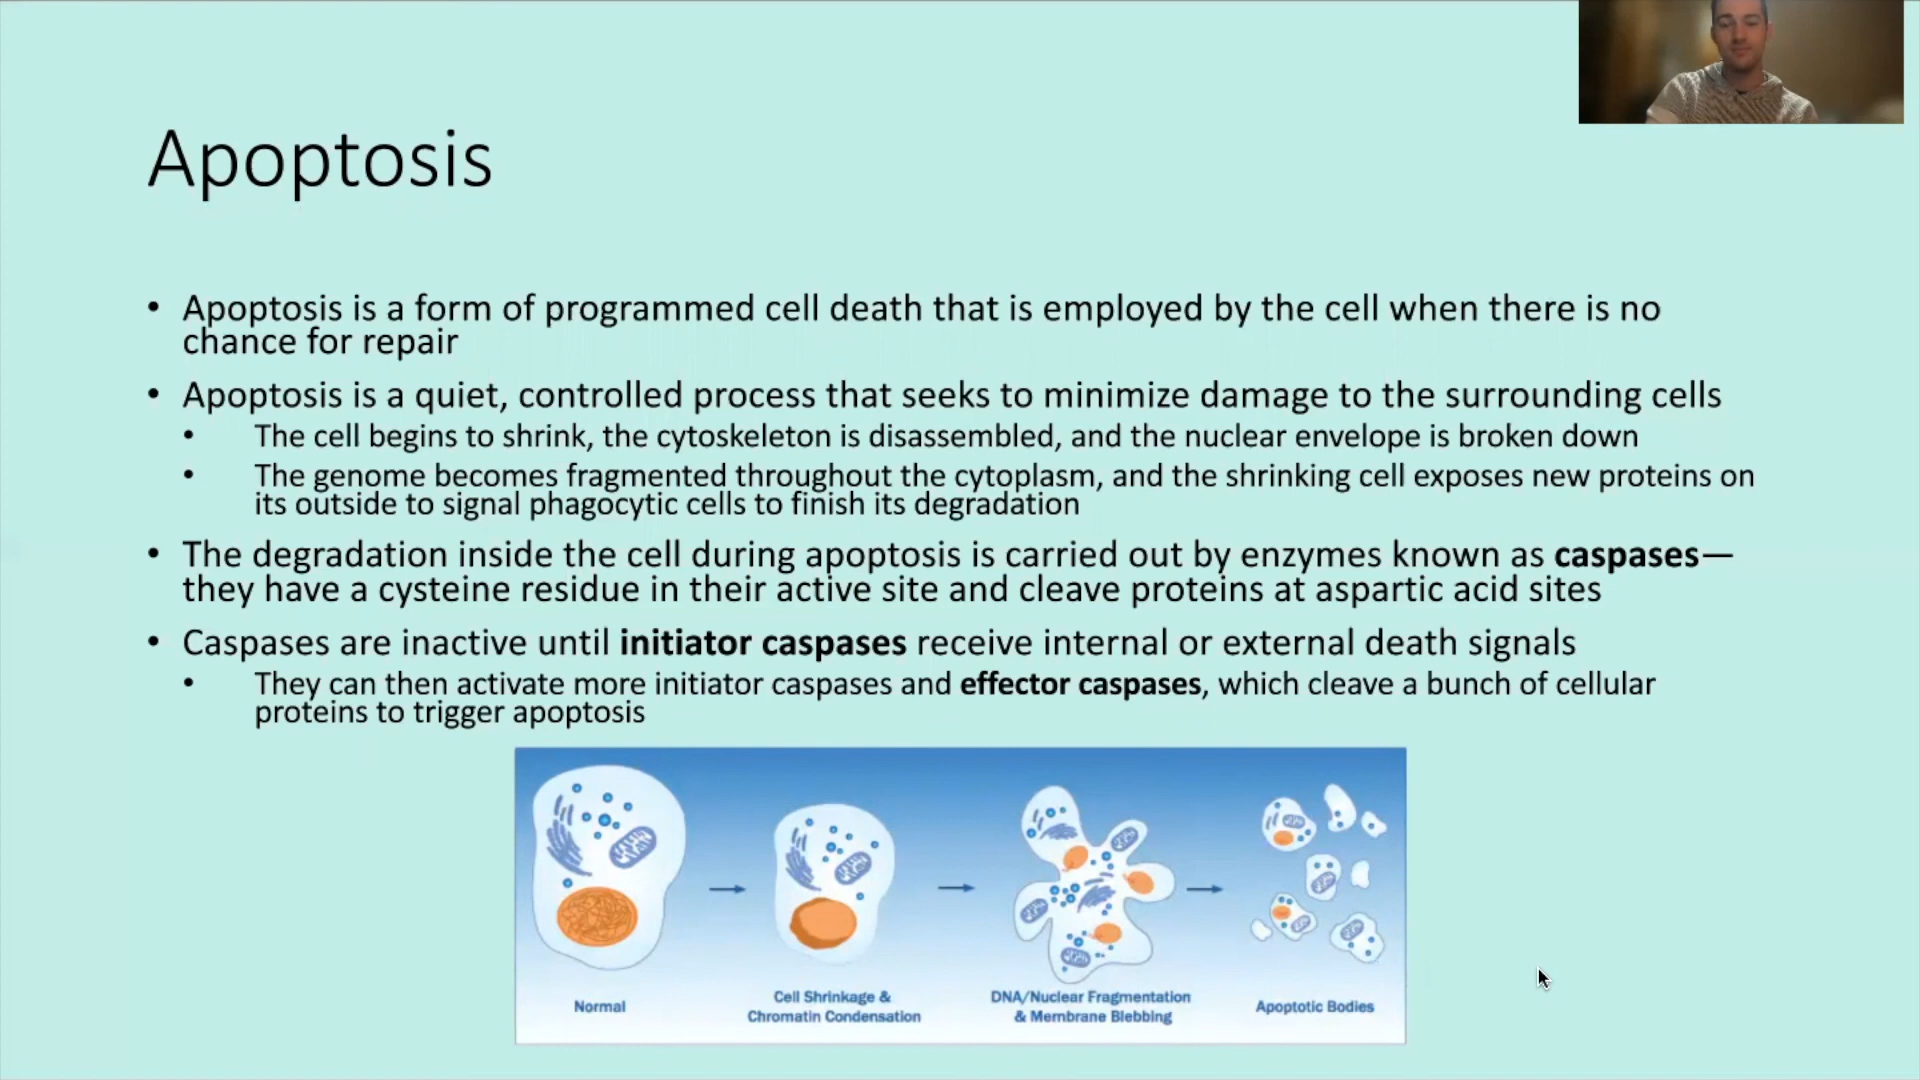 Apoptosis
• Apoptosis is a form of programmed cell death that is employed by the cell when there is no
chance for repair
• Apoptosis is a quiet, controlled process that seeks to minimize damage to the surrounding cells
• The cell begins to shrink, the cytoskeleton is disassembled, and the nuclear envelope is broken down
• The genome becomes fragmented throughout the cytoplasm, and the shrinking cell exposes new proteins on
its outside to signal phagocytic cells to finish its degradation
• The degradation inside the cell during apoptosis is carried out by enzymes known as caspases—
they have a cysteine residue in their active site and cleave proteins at aspartic acid sites
• Caspases are inactive until initiator caspases receive internal or external death signals
• They can then activate more initiator caspases and effector caspases, which cleave a bunch of cellular
proteins to trigger apoptosis
Normal
Cell Shrinkage &
Chromatin Condensation
DNA/Nuclear Fragmentation
& Membrane Blebbing
Apoptotic Bodies